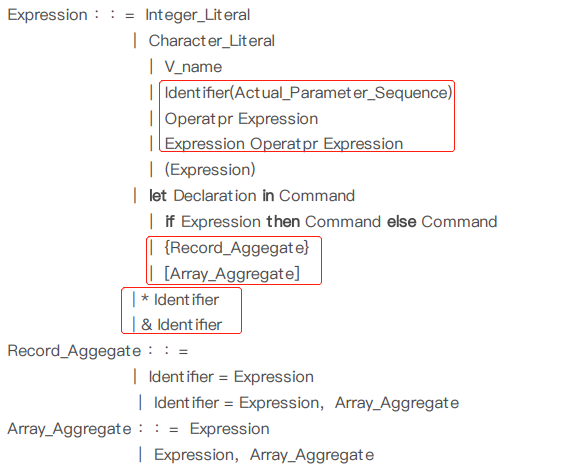 Expression：：= Integer_Literal
| Character_Literal
| V_name
| Identifier(Actual_Parameter_Sequence)
| Operatpr Expression
| Expression Operatpr Expression
| (Expression)
| let Declaration in Command
| if Expression then Command else Command
| {Record_Aggegate}
| [Array_Aggregate]
| * Identifier
| & Identifier
Record_Aggegate：：=
| Identifier = Expression
| Identifier = Expression，Array_Aggregate
Array_Aggregate：：= Expression
| Expression，Array_Aggregate